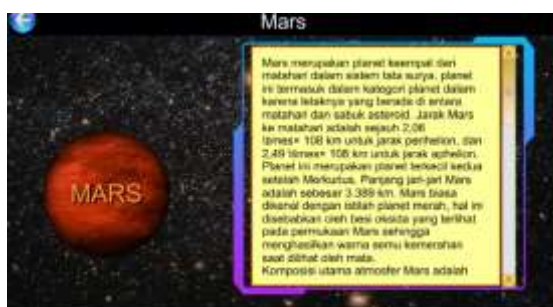 Mars
MARS
Mars merupakan planet keempat dari
matahari dalam sistem tata surya, planet
ini termasuk dalam kategori planet dalam
karena letaknya yang berada di antara
matahari dan sabuk asteroid. Jarak Mars
ke matahari adalah sejauh 2,06
\times× 108 km untuk jarak perihelion, dan
2,49 \times× 108 km untuk jarak aphelion.
Planet ini merupakan planet terkecil kedua
setelah Merkurius. Panjang jari-jari Mars
adalah sebesar 3.389 km. Mars biasa
dikenal dengan istilah planet merah, hal ini
disebabkan oleh besi oksida yang terlihat
pada permukaan Mars sehingga
menghasilkan warna semu kemerahan
saat dilihat oleh mata.
Komposisi utama atmosfer Mars adalah